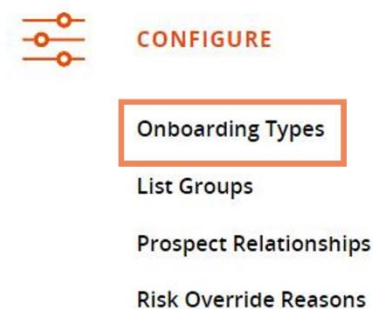 CONFIGURE
Onboarding Types
List Groups
Prospect Relationships
Risk Override Reasons